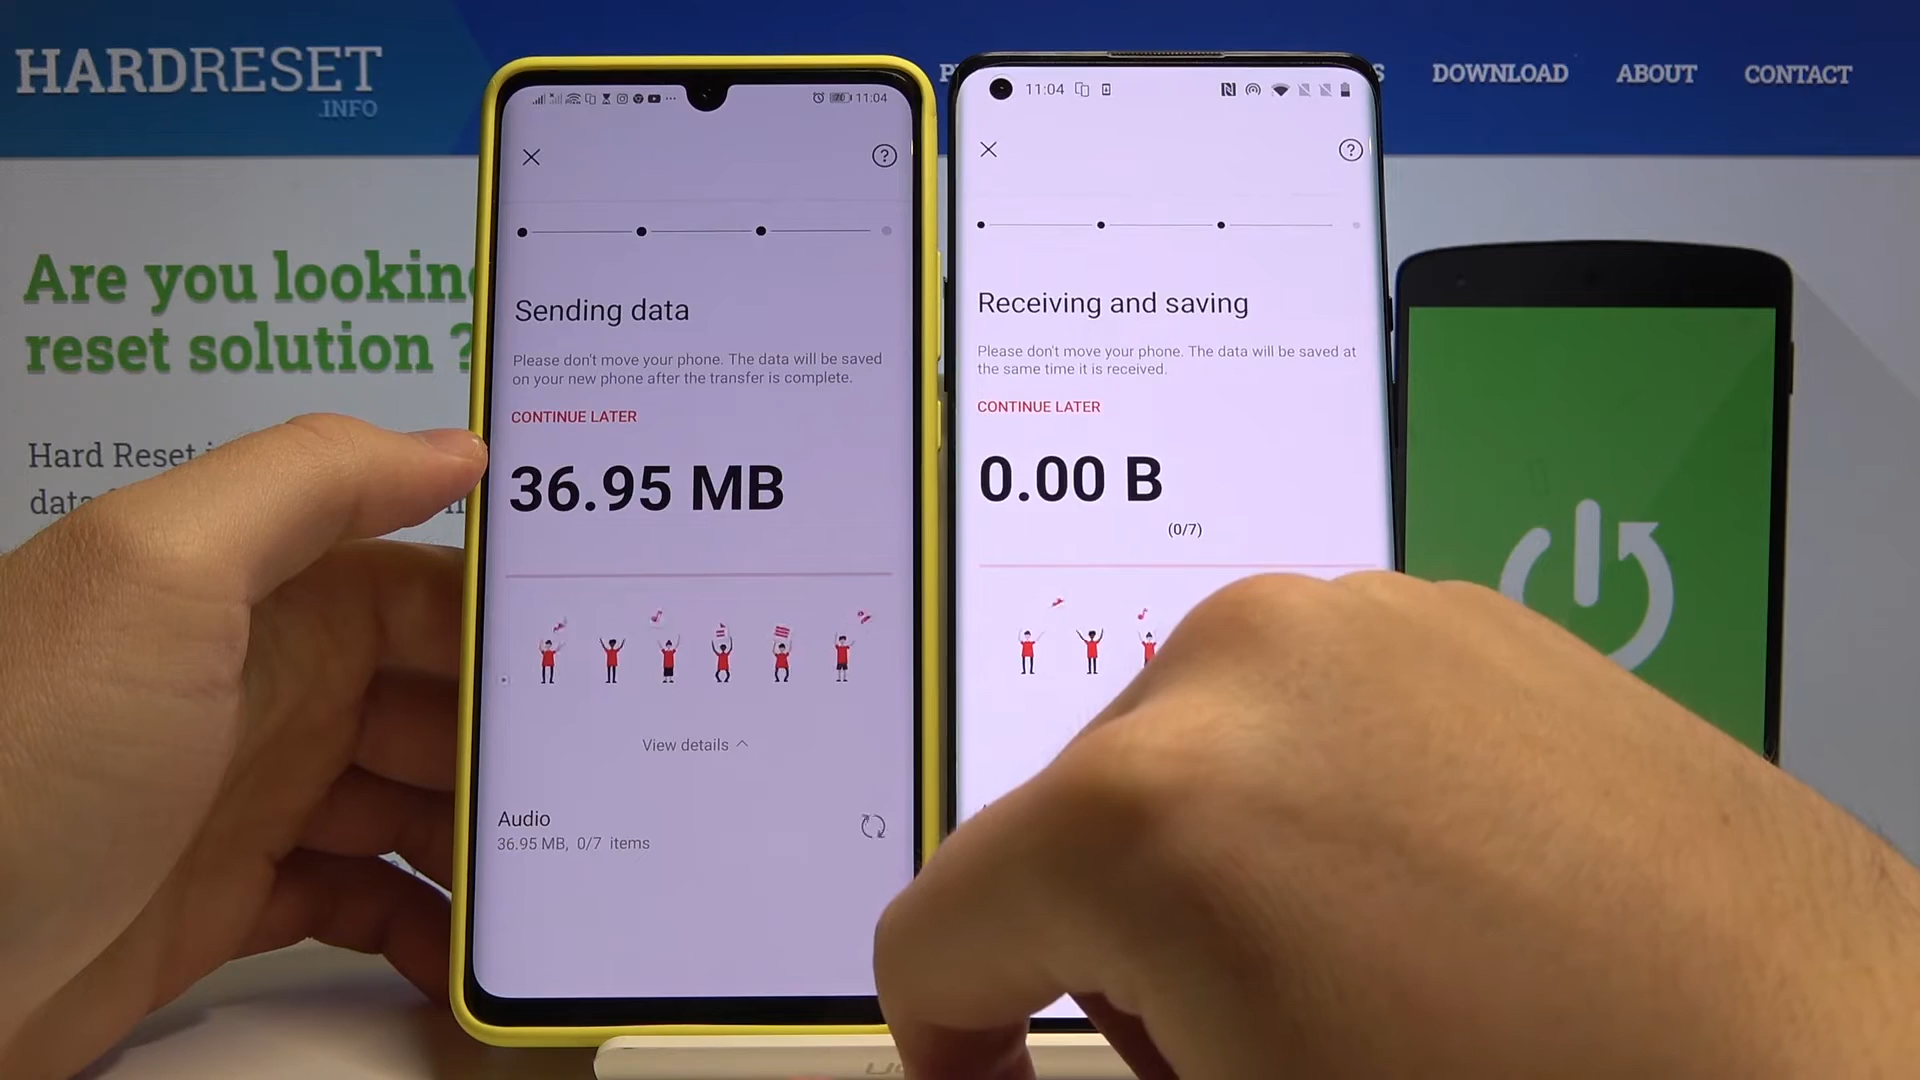 HARDRESET
.INFO
DOWNLOAD
ABOUT
CONTACT
Are you looking
reset solution ?
Hard Reset
data
11:04
Sending data
Please don't move your phone. The data will be saved
on your new phone after the transfer is complete.
CONTINUE LATER
36.95 MB
View details
Audio
36.95 MB, 0/7 items
11:04
Receiving and saving
Please don't move your phone. The data will be saved at
the same time it is received.
CONTINUE LATER
0.00 B
(0/7)